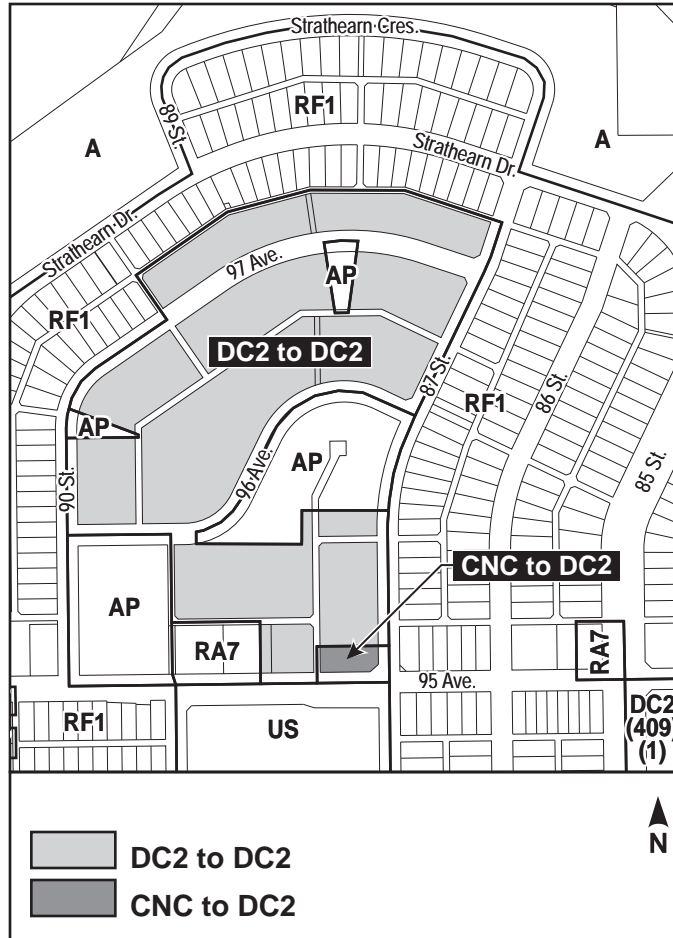 Strathearn Cres.
89 St.
RF1
A
A
Strathearn Dr.
Strathearn Dr.
97 Ave.
AP
RF1
DC2 to DC2
87 St.
RF1
86 St.
AP
AP
96 Ave.
90 St.
85 St.
CNC to DC2
AP
RA7
RA7
95 Ave.
RF1
US
DC2
(409)
(1)
N
DC2 to DC2
CNC to DC2